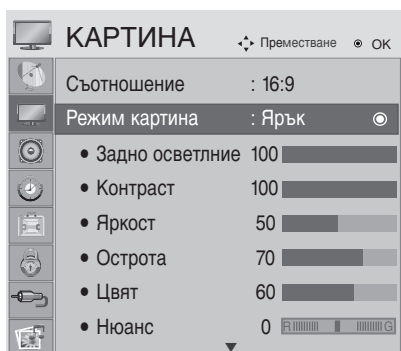 КАРТИНА Преместване OK
Съотношение : 16:9
Режим картина : Ярък
• Задно осветлние 100
• Контраст 100
• Яркост 50
• Острота 70
• Цвят 60
• Нюанс 0 R G